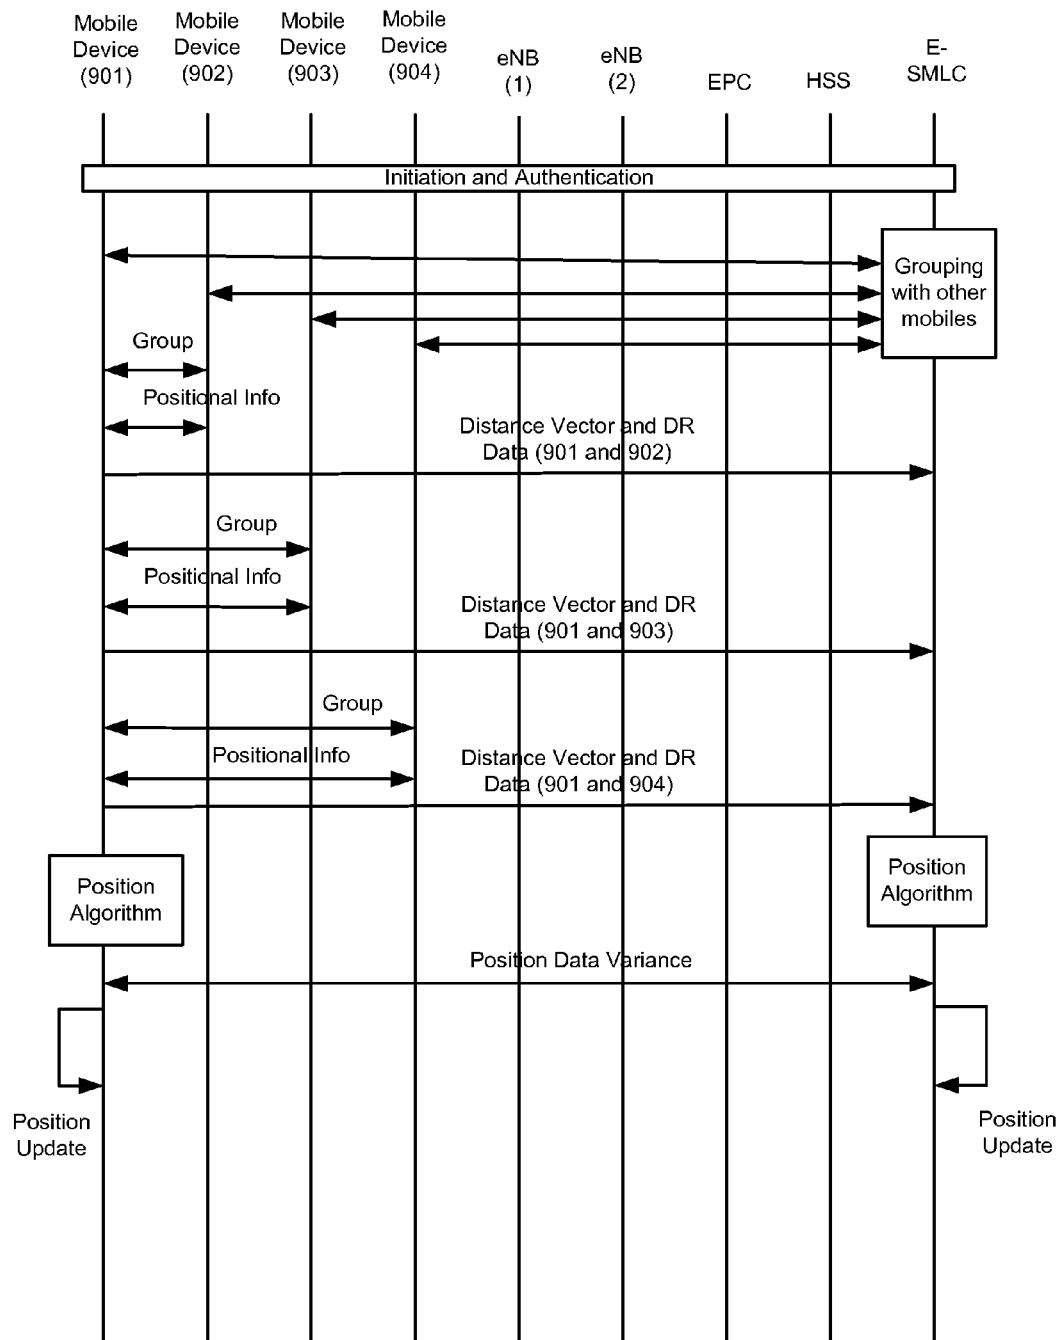 Mobile
Device
(901)
Mobile
Device
(902)
Mobile
Device
(903)
Mobile
Device
(904)
eNB
(1)
eNB
(2)
EPC
HSS
E-
SMLC
Initiation and Authentication
Grouping
with other
mobiles
Group
Positional Info
Distance Vector and DR
Data (901 and 902)
Group
Positional Info
Distance Vector and DR
Data (901 and 903)
Group
Positional Info
Distance Vector and DR
Data (901 and 904)
Position
Algorithm
Position
Algorithm
Position Data Variance
Position
Update
Position
Update